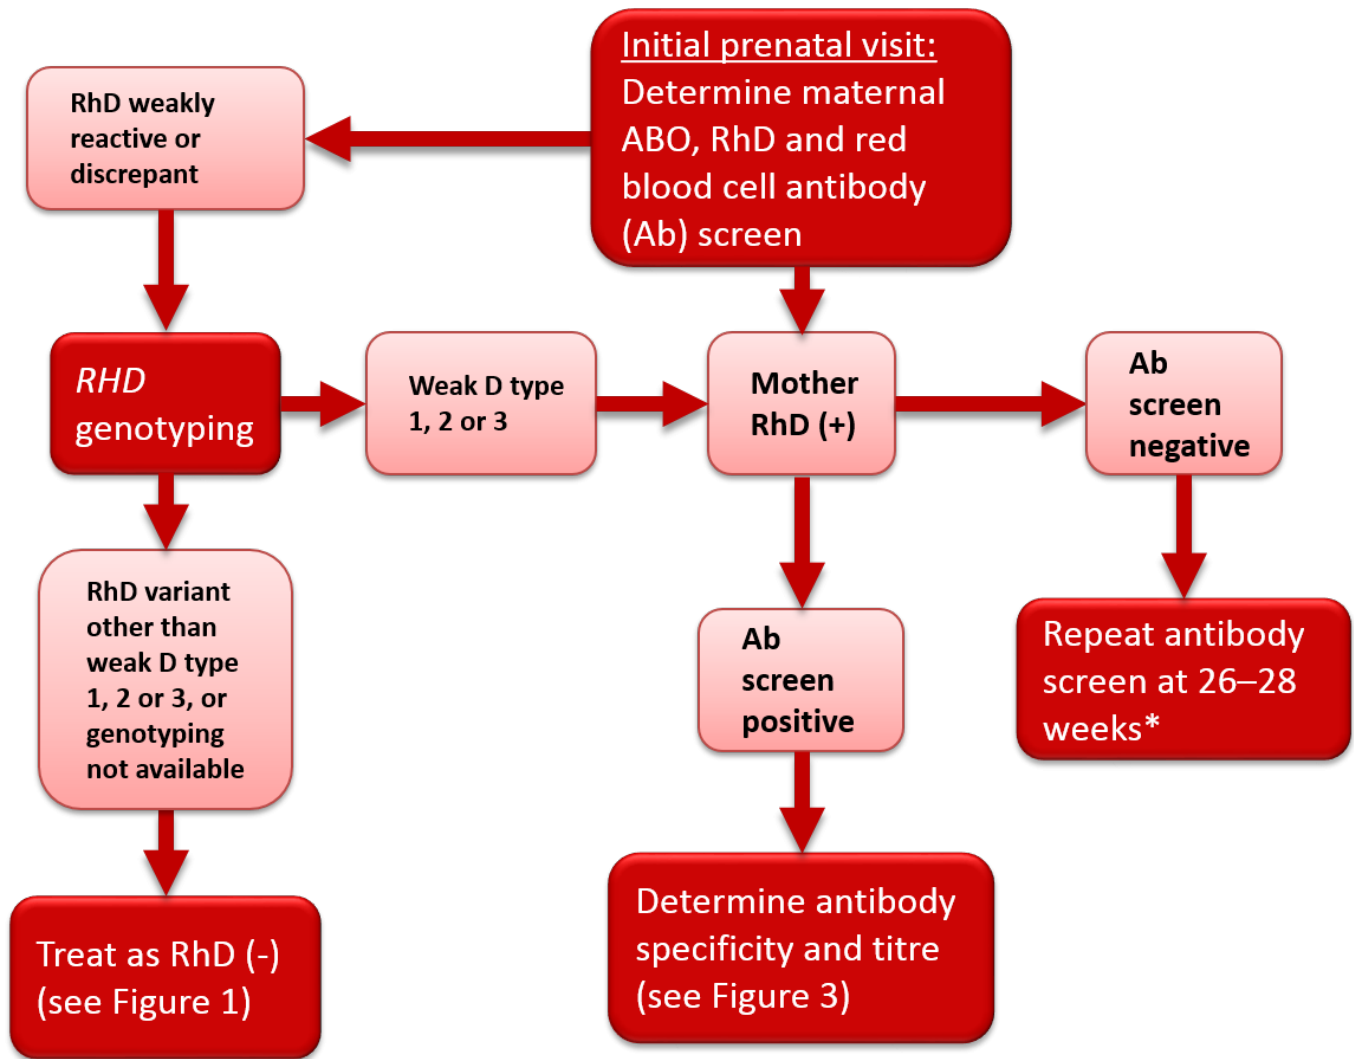 Initial prenatal visit:
Determine maternal
ABO, RhD and red
blood cell antibody
(Ab) screen
RhD weakly
reactive or
discrepant
RHD
genotyping
Weak D type
1, 2 or 3
Mother
RhD (+)
Ab
screen
negative
RhD variant
other than
weak D type
1, 2 or 3, or
genotyping
not available
Ab
screen
positive
Repeat antibody
screen at 26–28
weeks*
Treat as RhD (-)
(see Figure 1)
Determine antibody
specificity and titre
(see Figure 3)